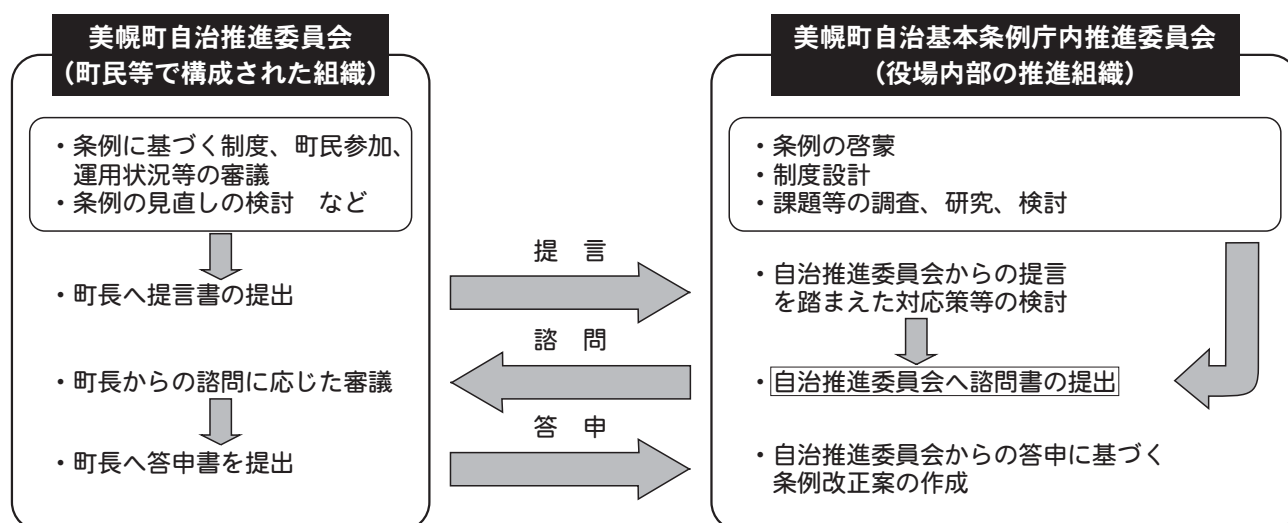 美幌町自治推進委員会
（町民等で構成された組織）
・条例に基づく制度、町民参加、
運用状況等の審議
・条例の見直しの検討　など
・町長へ提言書の提出
・町長からの諮問に応じた審議
・町長へ答申書を提出
提　言
諮　問
答　申
美幌町自治基本条例庁内推進委員会
（役場内部の推進組織）
・条例の啓蒙
・制度設計
・課題等の調査、研究、検討
・自治推進委員会からの提言
を踏まえた対応策等の検討
・自治推進委員会へ諮問書の提出
・自治推進委員会からの答申に基づく
条例改正案の作成